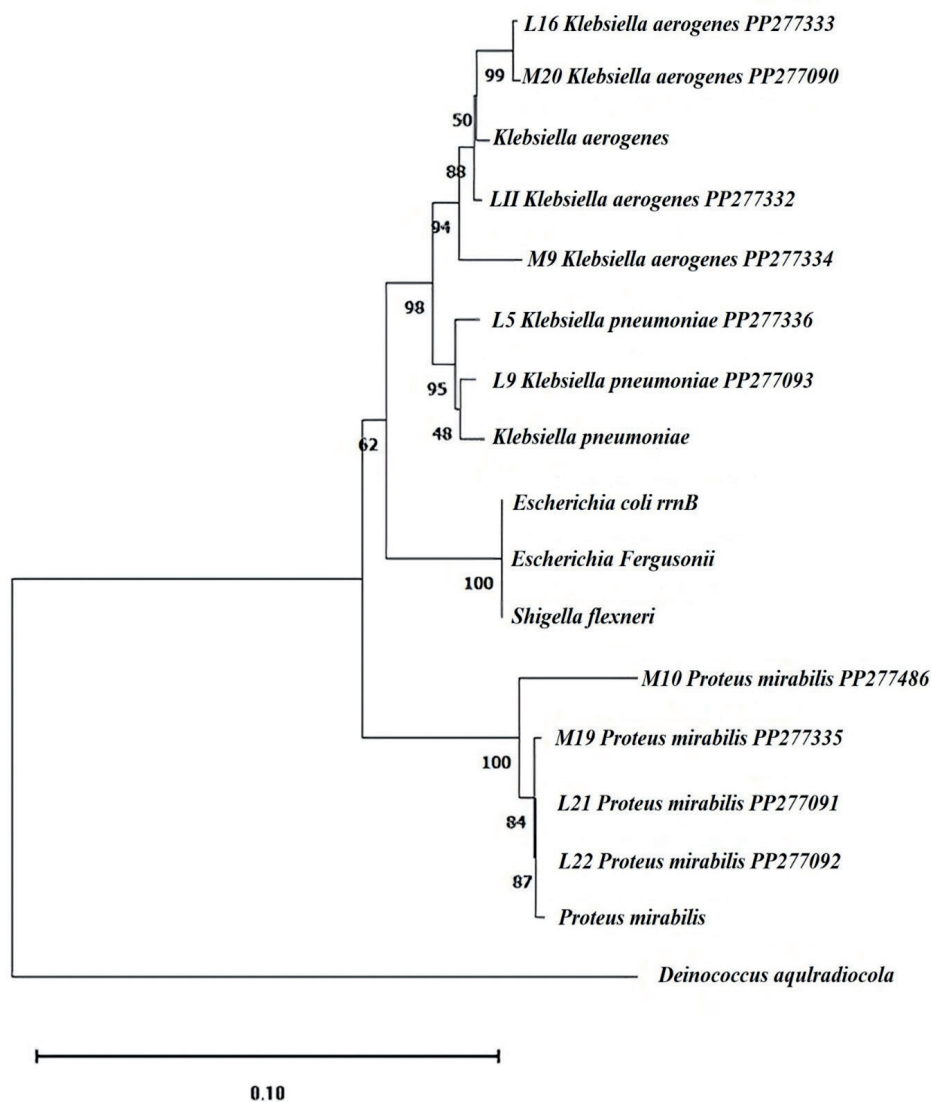 L16 Klebsiella aerogenes PP277333
99
M20 Klebsiella aerogenes PP277090
50
Klebsiella aerogenes
88
LII Klebsiella aerogenes PP277332
94
M9 Klebsiella aerogenes PP277334
98
L5 Klebsiella pneumoniae PP277336
95
L9 Klebsiella pneumoniae PP277093
48
Klebsiella pneumoniae
62
Escherichia coli rrnB
Escherichia Fergusonii
100
Shigella flexneri
M10 Proteus mirabilis PP277486
M19 Proteus mirabilis PP277335
100
L21 Proteus mirabilis PP277091
84
L22 Proteus mirabilis PP277092
87
Proteus mirabilis
Deinococcus aqulradiocola
0.10